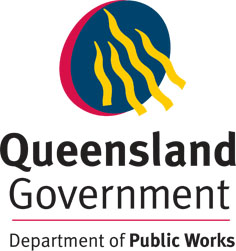 Queensland
Government
Department of Public Works